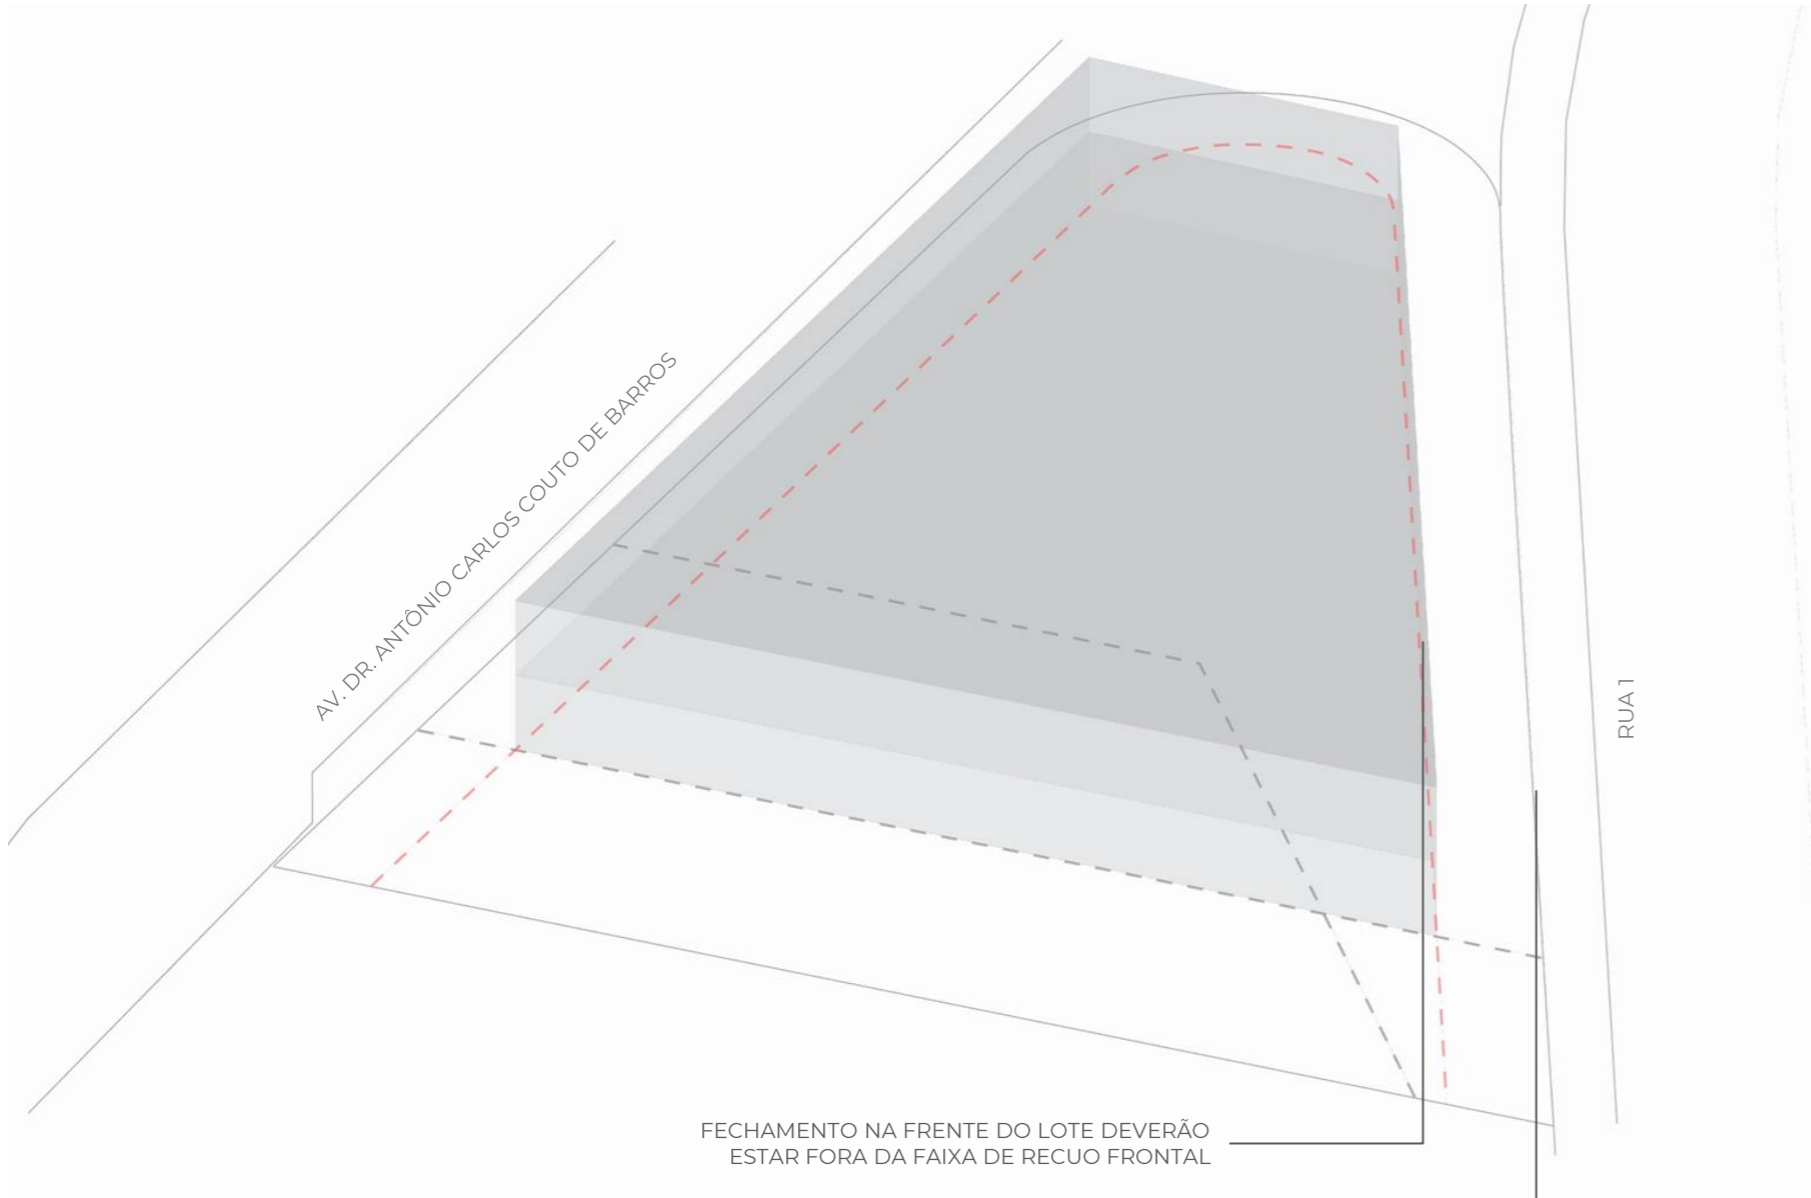 AV. DR. ANTÔNIO CARLOS COUTO DE BARROS
RUA 1
FECHAMENTO NA FRENTE DO LOTE DEVERÃO
ESTAR FORA DA FAIXA DE RECUO FRONTAL